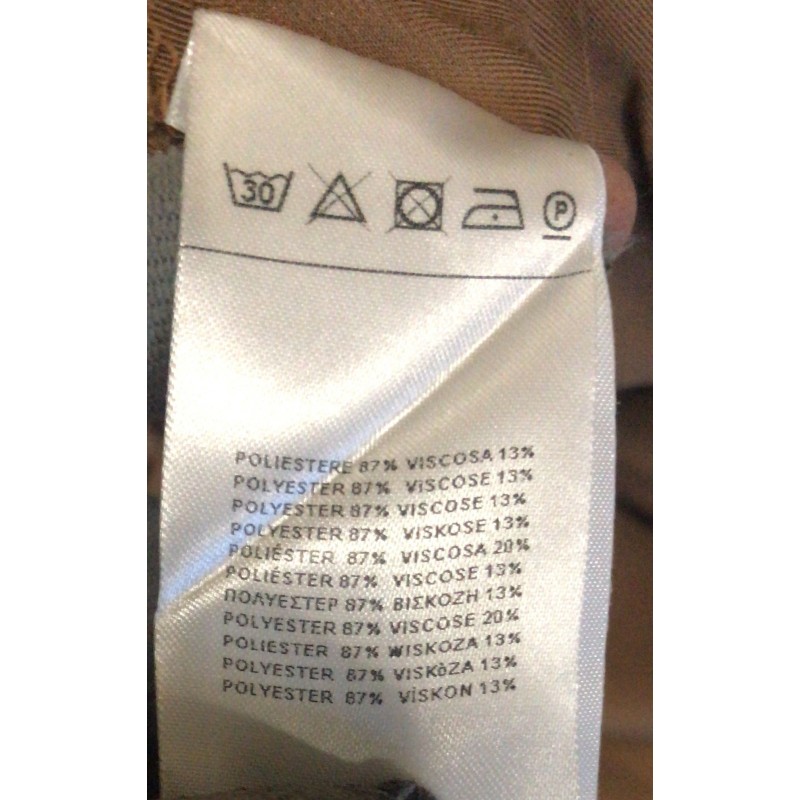 30 P
POLIESTERE 87% VISCOSA 13%
POLYESTER 87% VISCOSE 13%
POLYESTER 87% VISCOSE 13%
POLYESTER 87% VISKOSE 13%
POLIÉSTER 87% VISCOSA 20%
POLIÉSTER 87% VISCOSE 13%
ΠΟΛΥΕΣΤΕΡ 87% ΒΙΣΚΟΖΗ 13%
POLYESTER 87% VISCOSE 20%
POLIESTER 87% WISKOZA 13%
POLYESTER 87% VISKòZA 13%
POLYESTER 87% VİSKON 13%